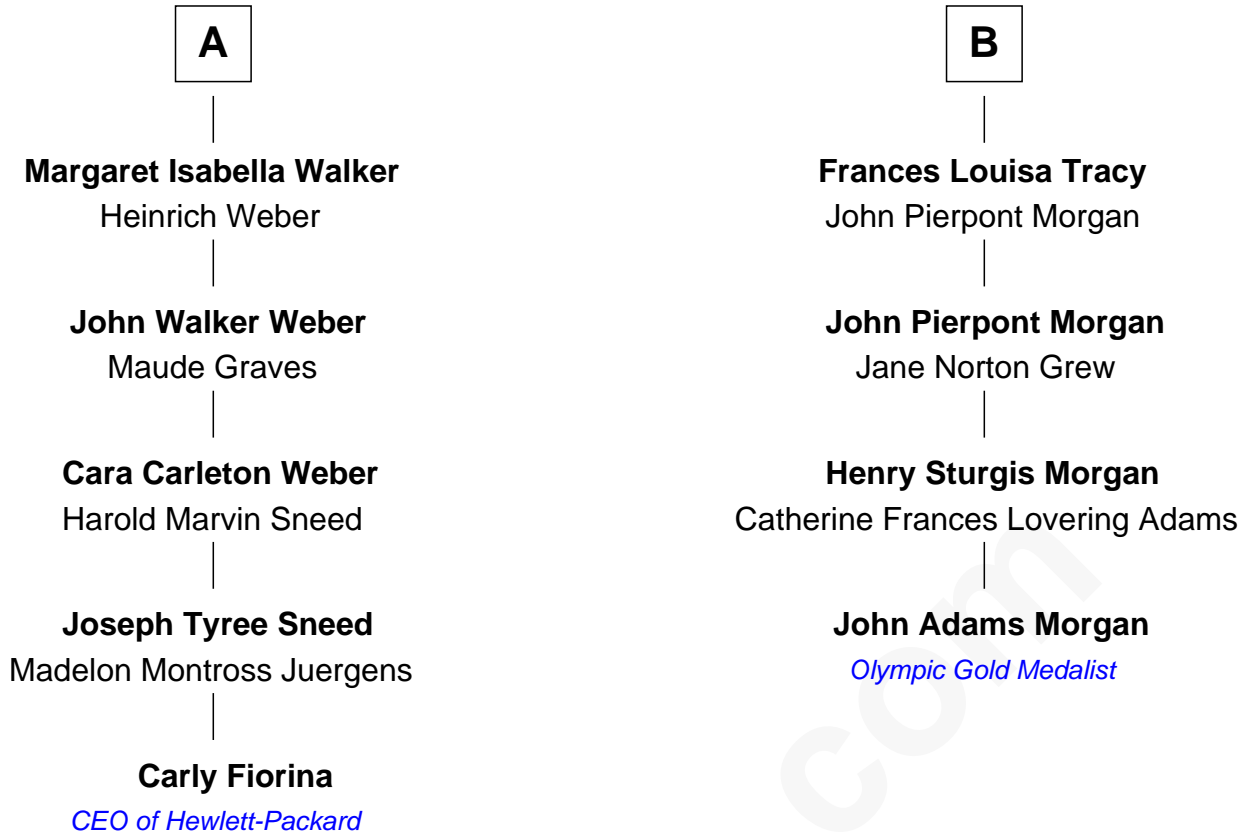 A
Margaret Isabella Walker
Heinrich Weber
John Walker Weber
Maude Graves
Cara Carleton Weber
Harold Marvin Sneed
Joseph Tyree Sneed
Madelon Montross Juergens
Carly Fiorina
CEO of Hewlett-Packard
B
Frances Louisa Tracy
John Pierpont Morgan
John Pierpont Morgan
Jane Norton Grew
Henry Sturgis Morgan
Catherine Frances Lovering Adams
John Adams Morgan
Olympic Gold Medalist
com